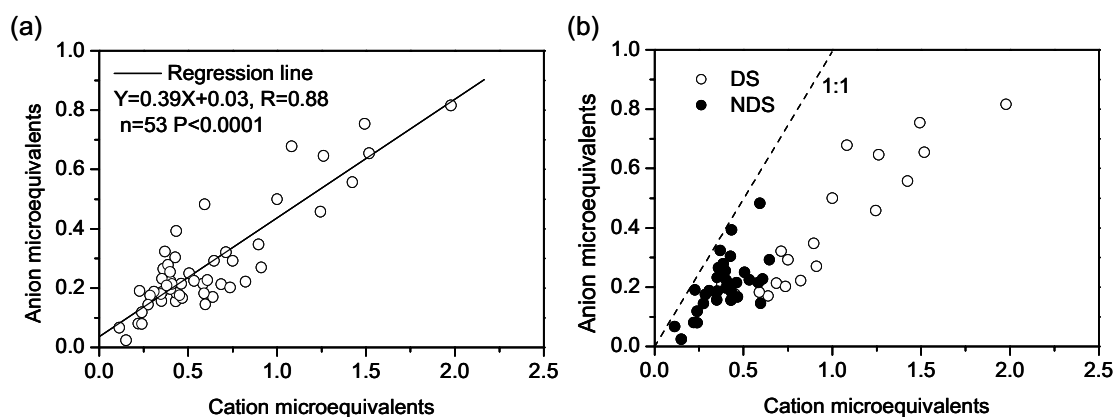 (a)
1.0
0.8
0.6
0.4
0.2
0.0
Anion microequivalents
Regression line
Y=0.39X+0.03, R=0.88
n=53 P<0.0001
0.0 0.5 1.0 1.5 2.0 2.5
Cation microequivalents
(b)
1.0
0.8
0.6
0.4
0.2
0.0
Anion microequivalents
DS
NDS
1:1
0.0 0.5 1.0 1.5 2.0 2.5
Cation microequivalents